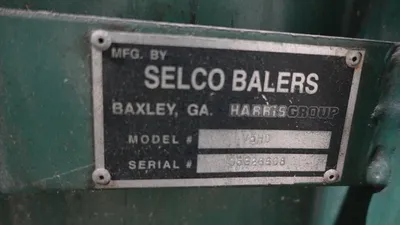 MFG. BY
SELCO BALERS
BAXLEY, GA. HARRIS GROUP
MODEL #
SERIAL #